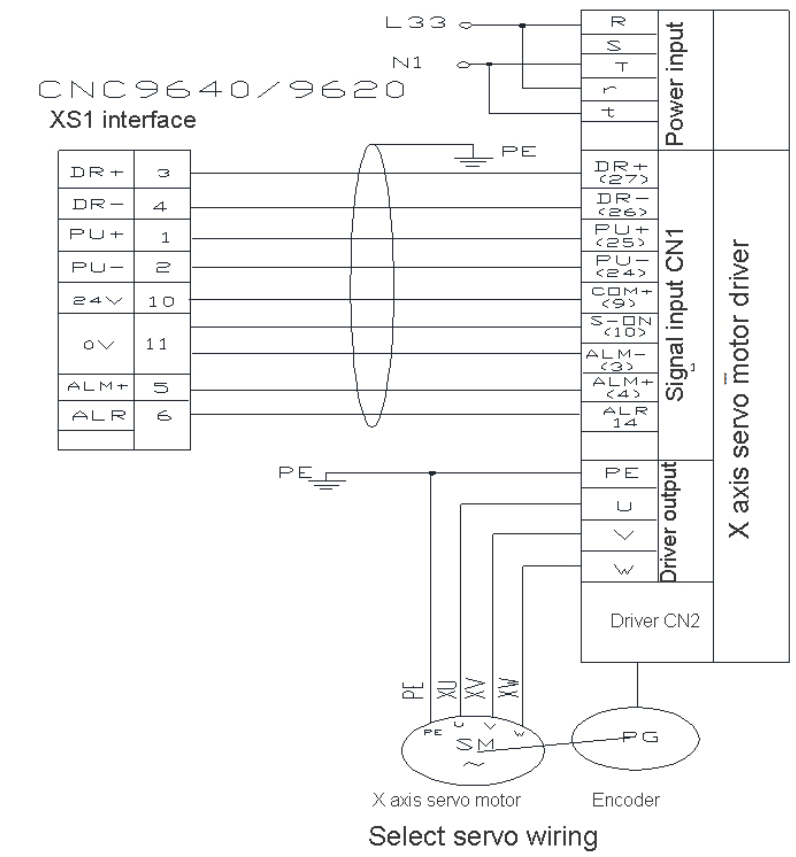 L33
R
S
N1
T
r
t
Power input
CNC9640/9620
XS1 interface
PE
DR+ 3
DR- 4
PU+ 1
PU- 2
24V 10
0V 11
ALM+ 5
ALR 6
DR+
(27)
DR-
(26)
PU+
(25)
PU-
(24)
COM+
(9)
S-ON
(10)
ALM-
(3)
ALM+
(4)
ALR
14
Signal input CN1
1
X axis servo motor driver
PE
PE
U
V
W
Driver output
Driver CN2
PE
XU
XV
XW
PE
U
V
W
SM
~
PG
X axis servo motor
Encoder
Select servo wiring